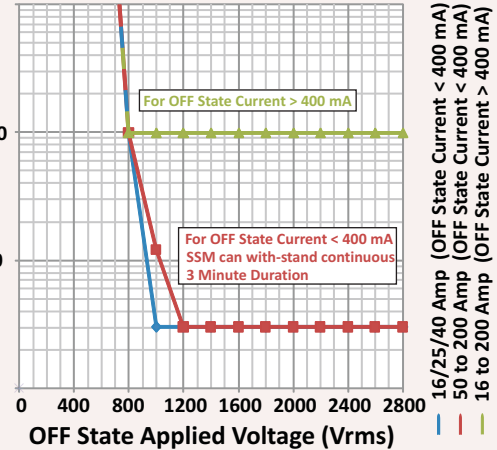 For OFF State Current > 400 mA
0
For OFF State Current < 400 mA
SSM can with-stand continuous
3 Minute Duration
0
0 400 800 1200 1600 2000 2400 2800
OFF State Applied Voltage (Vrms)
16/25/40 Amp (OFF State Current < 400 mA)
50 to 200 Amp (OFF State Current < 400 mA)
16 to 200 Amp (OFF State Current > 400 mA)